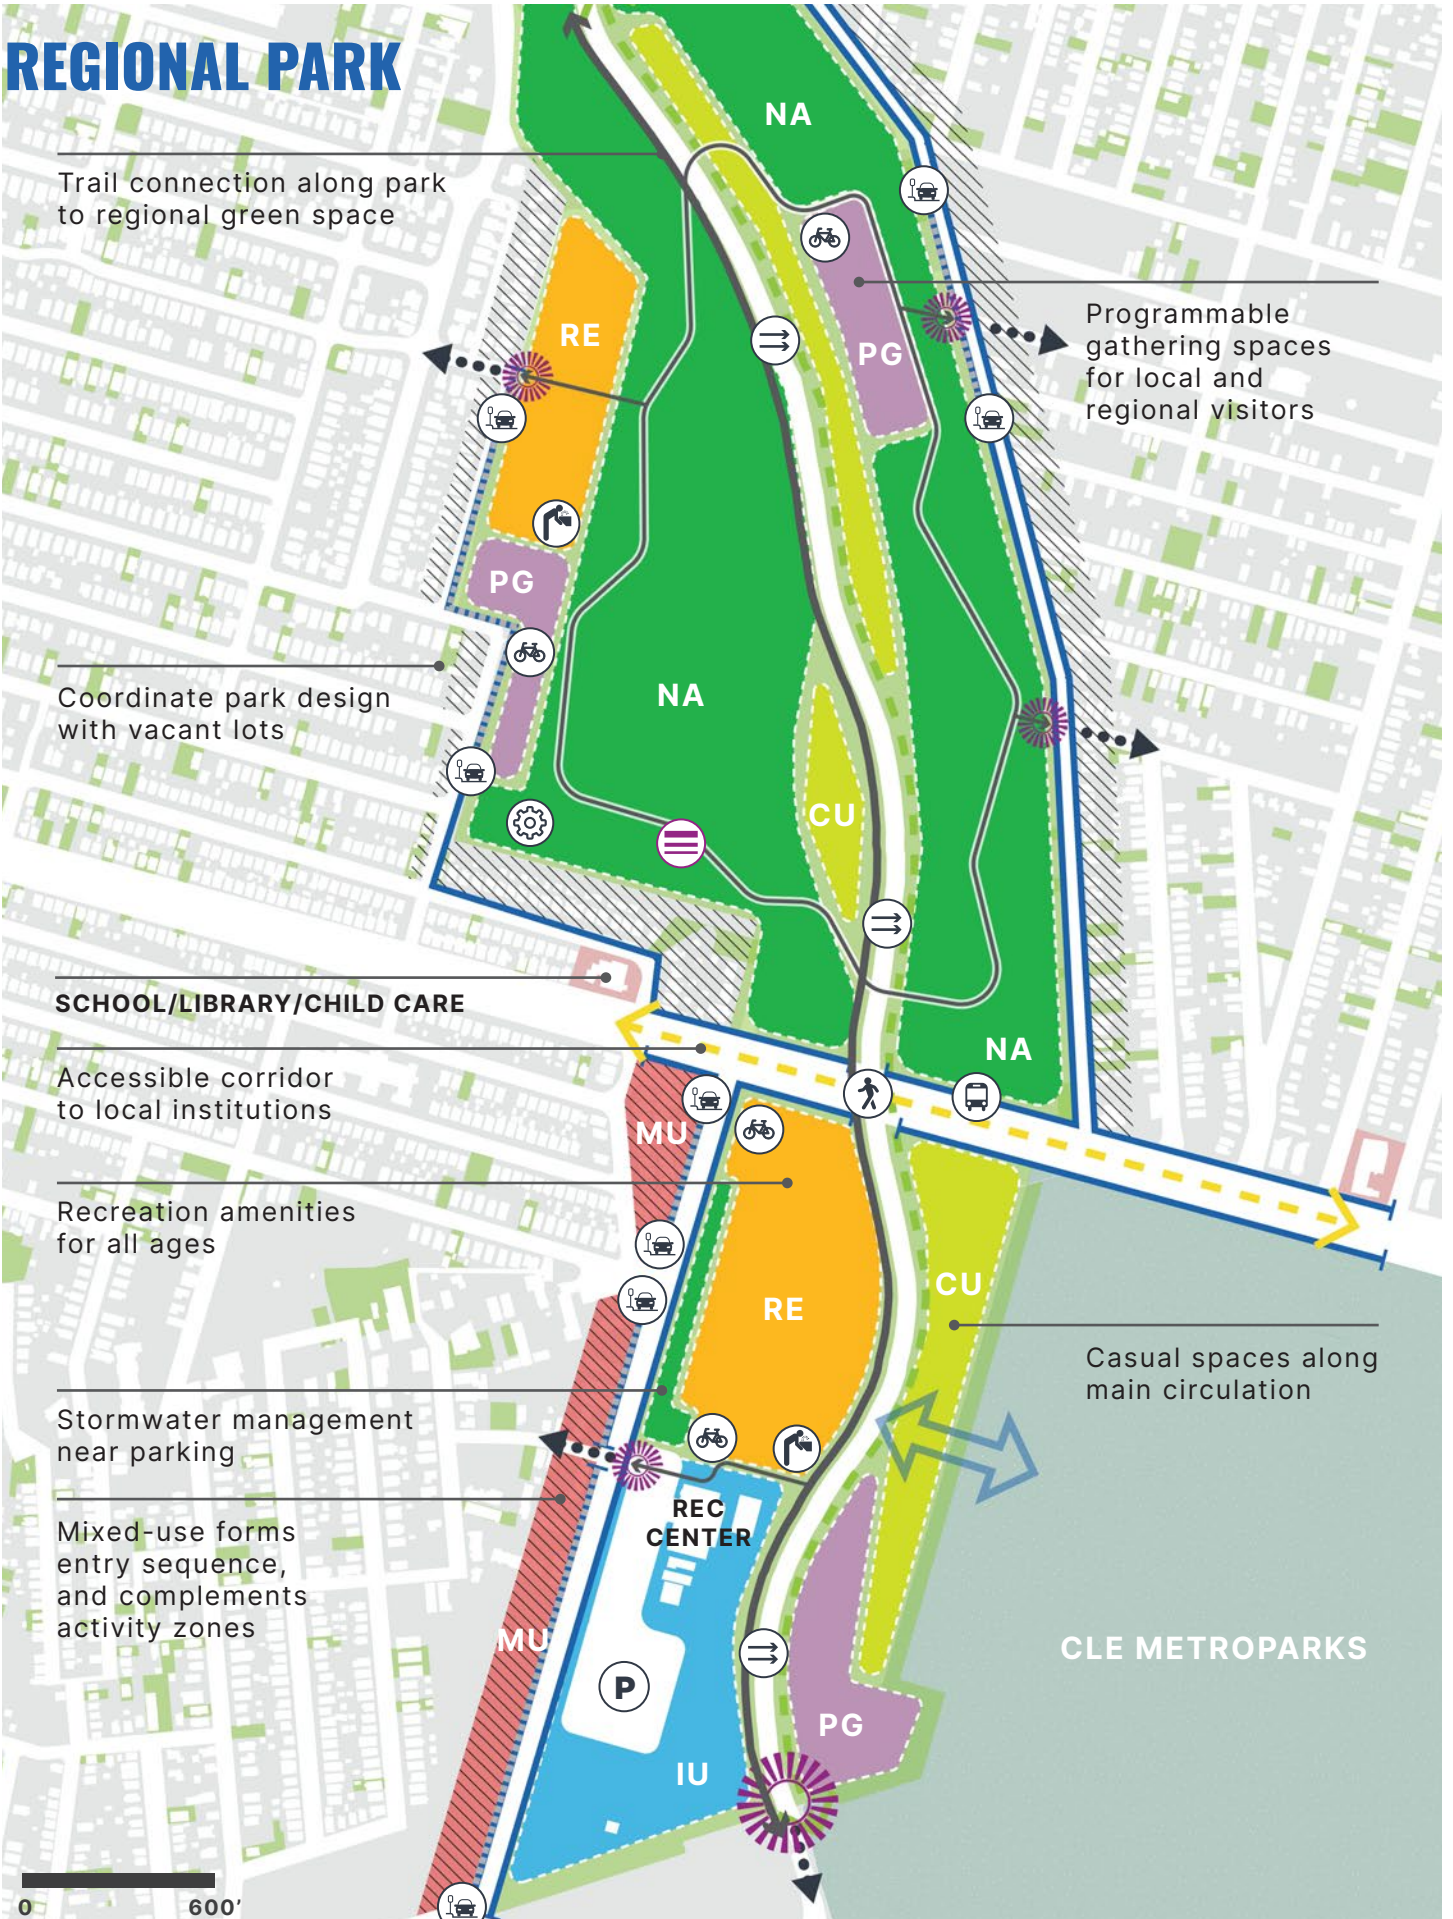 REGIONAL PARK
NA
Trail connection along park
to regional green space
RE
PG
Programmable
gathering spaces
for local and
regional visitors
PG
Coordinate park design
with vacant lots
NA
CU
SCHOOL/LIBRARY/CHILD CARE
NA
Accessible corridor
to local institutions
MU
Recreation amenities
for all ages
CU
RE
Casual spaces along
main circulation
Stormwater management
near parking
REC
CENTER
Mixed-use forms
entry sequence,
and complements
activity zones
MU
CLE METROPARKS
P
PG
IU
0 600'